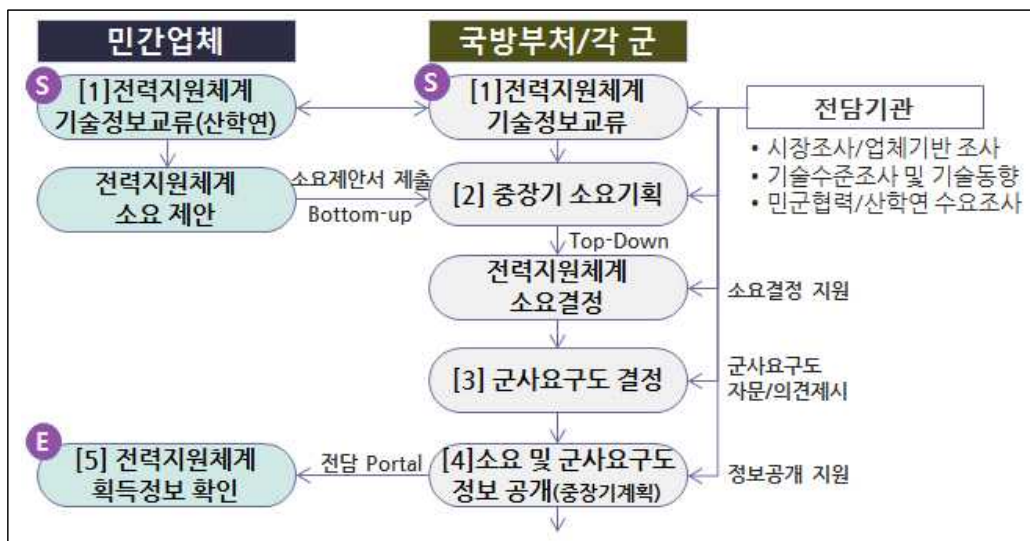 민간업체
국방부처/각 군
S
[1]전력지원체계
기술정보교류(산학연)
S
[1]전력지원체계
기술정보교류
전담기관
• 시장조사/업체기반 조사
• 기술수준조사 및 기술동향
• 민군협력/산학연 수요조사
전력지원체계
소요 제안
소요제안서 제출
Bottom-up
[2] 중장기 소요기획
Top-Down
전력지원체계
소요결정
소요결정 지원
[3] 군사요구도 결정
군사요구도
자문/의견제시
E
[5] 전력지원체계
획득정보 확인
전담 Portal
[4]소요 및 군사요구도
정보 공개(중장기계획)
정보공개 지원